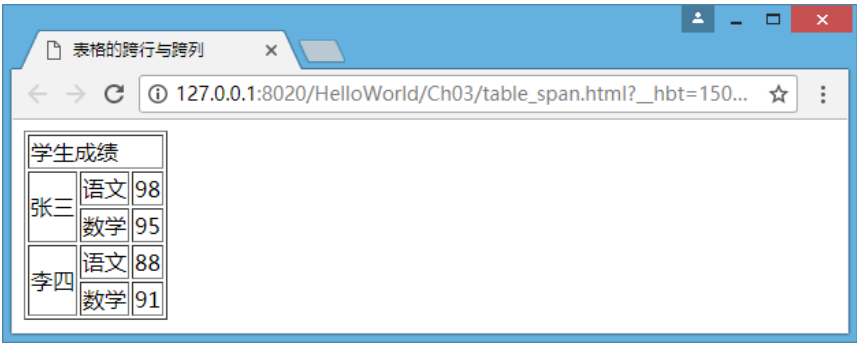 表格的跨行与跨列
127.0.0.1:8020/HelloWorld/Ch03/table_span.html?__hbt=150...
学生成绩
张三 语文 98
数学 95
李四 语文 88
数学 91